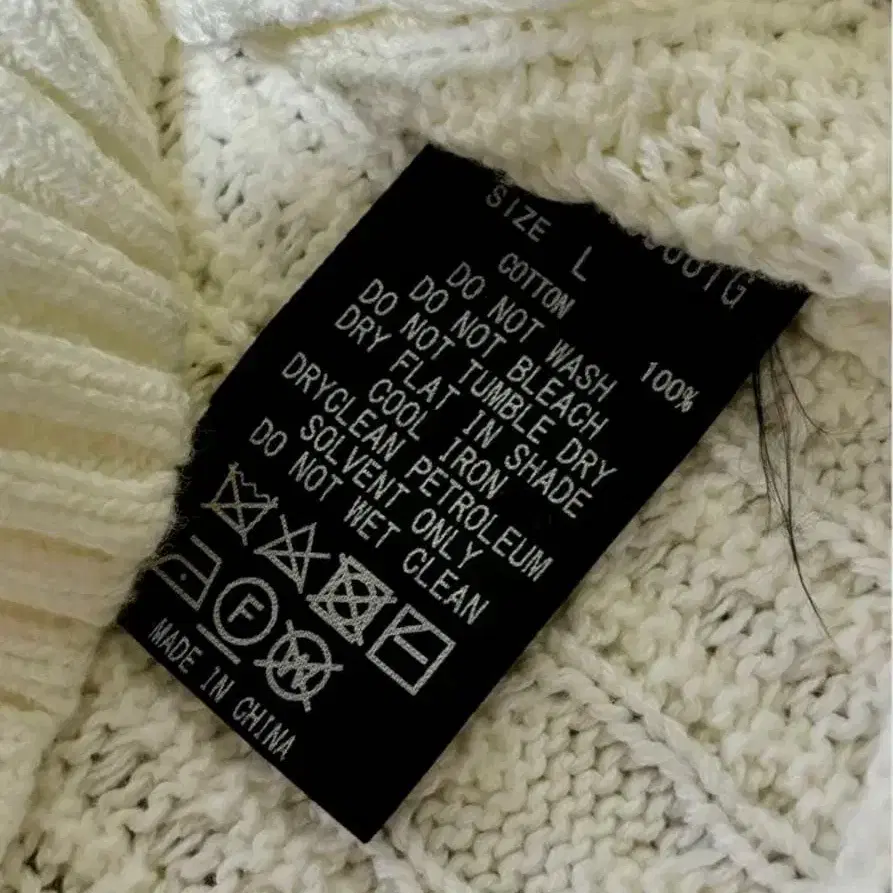 SIZE L
COTTON 100%
DO NOT WASH
DO NOT BLEACH
DO NOT TUMBLE DRY
DRY FLAT IN SHADE
COOL IRON
DRYCLEAN PETROLEUM
SOLVENT ONLY
DO NOT WET CLEAN
F
W
MADE IN CHINA